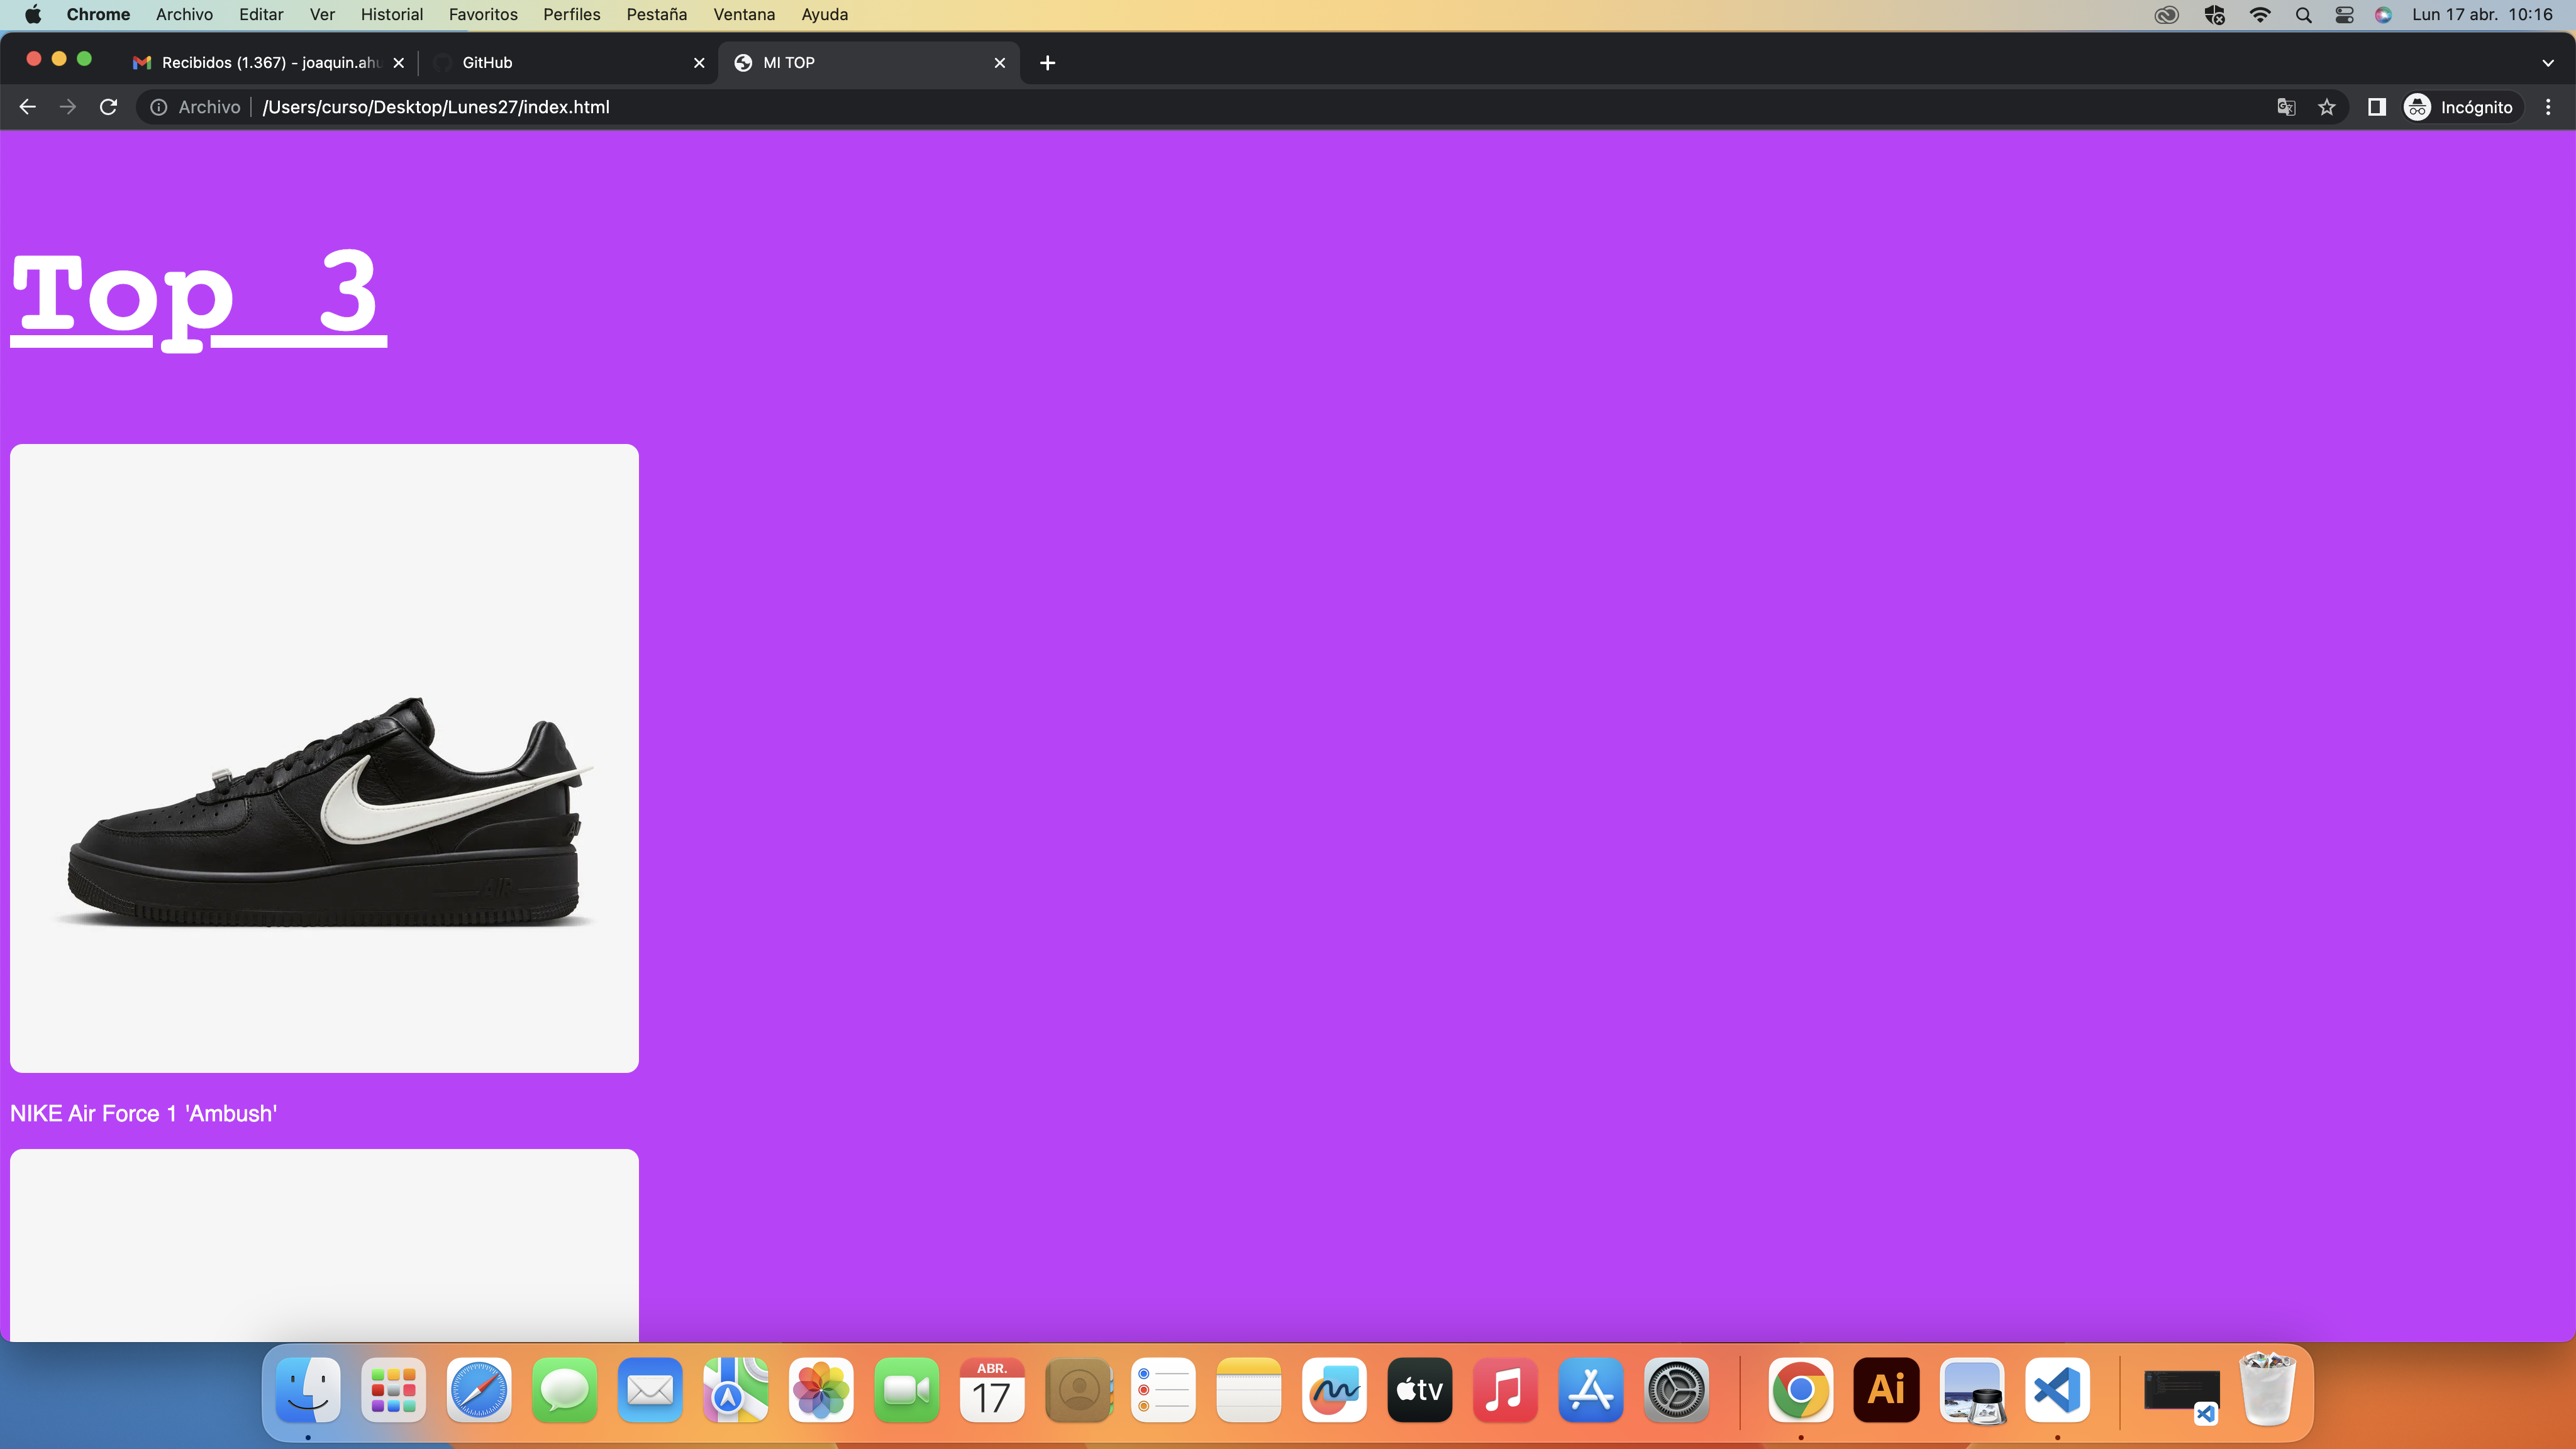 Chrome Archivo Editar Ver Historial Favoritos Perfiles Pestaña Ventana Ayuda Lun 17 abr. 10:16
Recibidos (1.367) - joaquin.ahu GitHub MI TOP
Archivo /Users/curso/Desktop/Lunes27/index.html Incógnito
Top 3
AIR
NIKE Air Force 1 'Ambush'
ABR.
17
tv
Ai